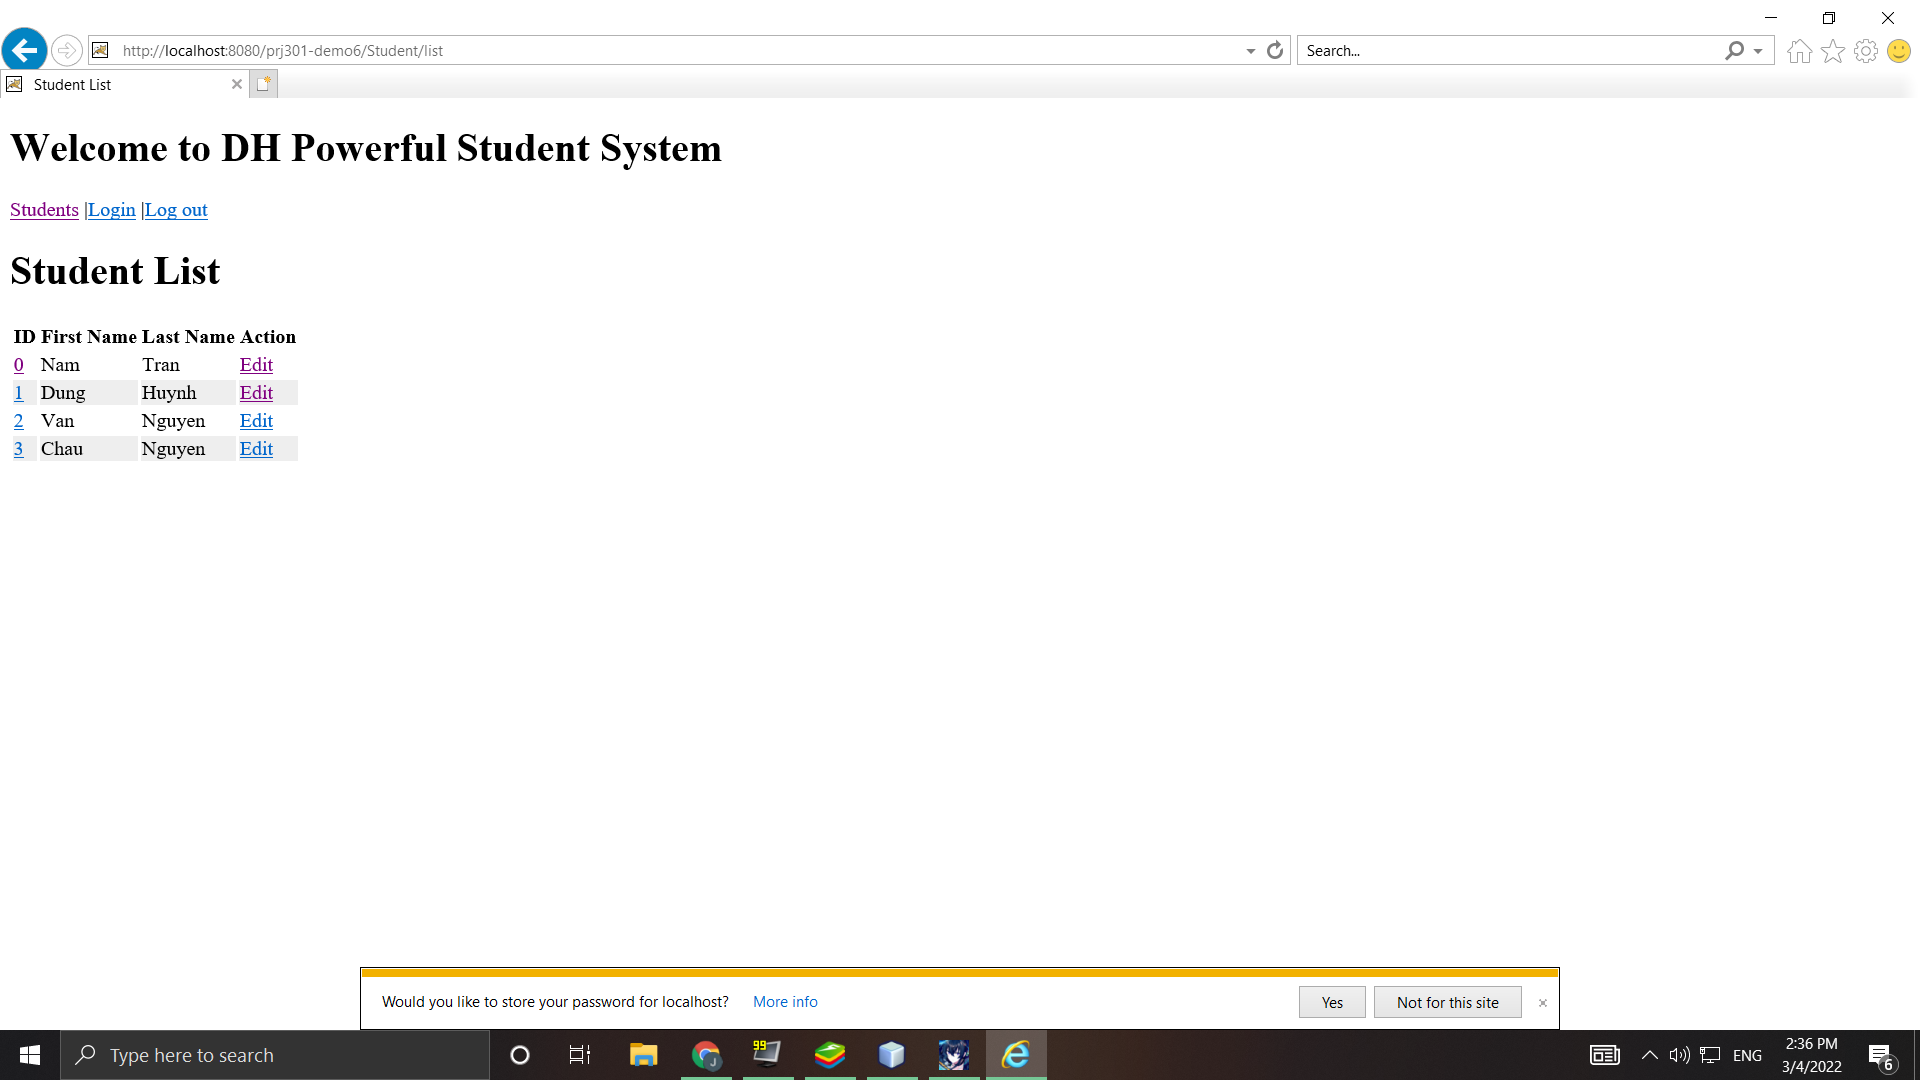 http://localhost:8080/prj301-demo6/Student/list
Search...
Student List
Welcome to DH Powerful Student System
Students |Login |Log out
Student List
ID First Name Last Name Action
0 Nam Tran Edit
1 Dung Huynh Edit
2 Van Nguyen Edit
3 Chau Nguyen Edit
Would you like to store your password for localhost? More info Yes Not for this site
Type here to search
99
J
ENG
2:36 PM
3/4/2022
6